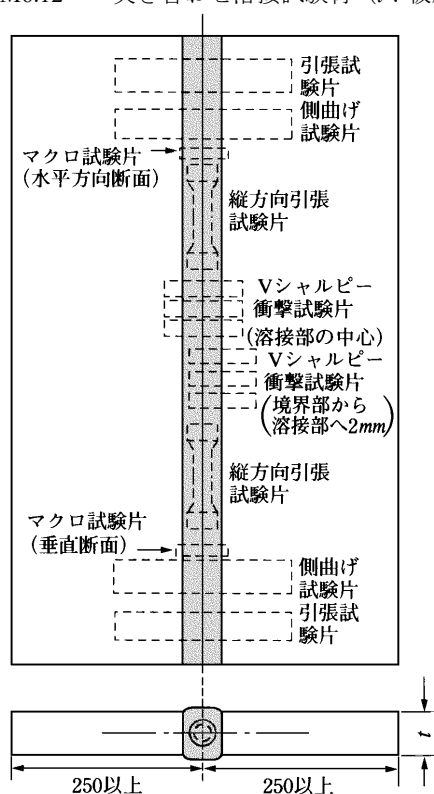 引張試
験片
側曲げ
試験片
マクロ試験片
(水平方向断面)
縦方向引張
試験片
Vシャルピー
衝撃試験片
(溶接部の中心)
Vシャルピー
衝撃試験片
(境界部から
溶接部へ2mm)
縦方向引張
試験片
マクロ試験片
(垂直断面)
側曲げ
試験片
引張試
験片
t
250以上
250以上